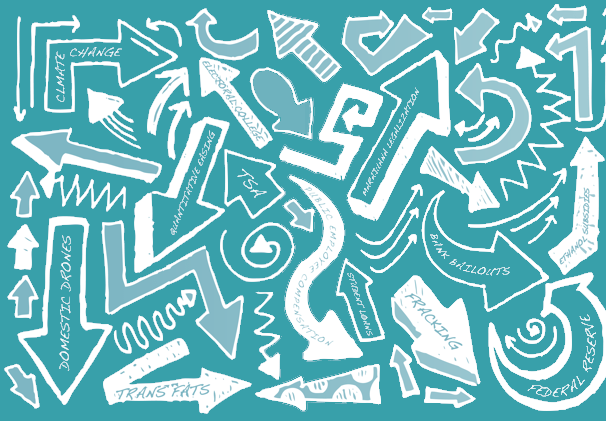 CLMATE CHANGE
ELECTORAL COLLEGE
MARIJUANA LEGALIZATION
QUANTITATIVE EASING
TSA
PUBLIC EMPLOYEE COMPENSATION
ETHANOL SUBSIDIES
BANK BAILOUTS
DOMESTIC DRONES
STUDENT LOANS
FRACKING
FEDERAL RESERVE
TRANS FATS